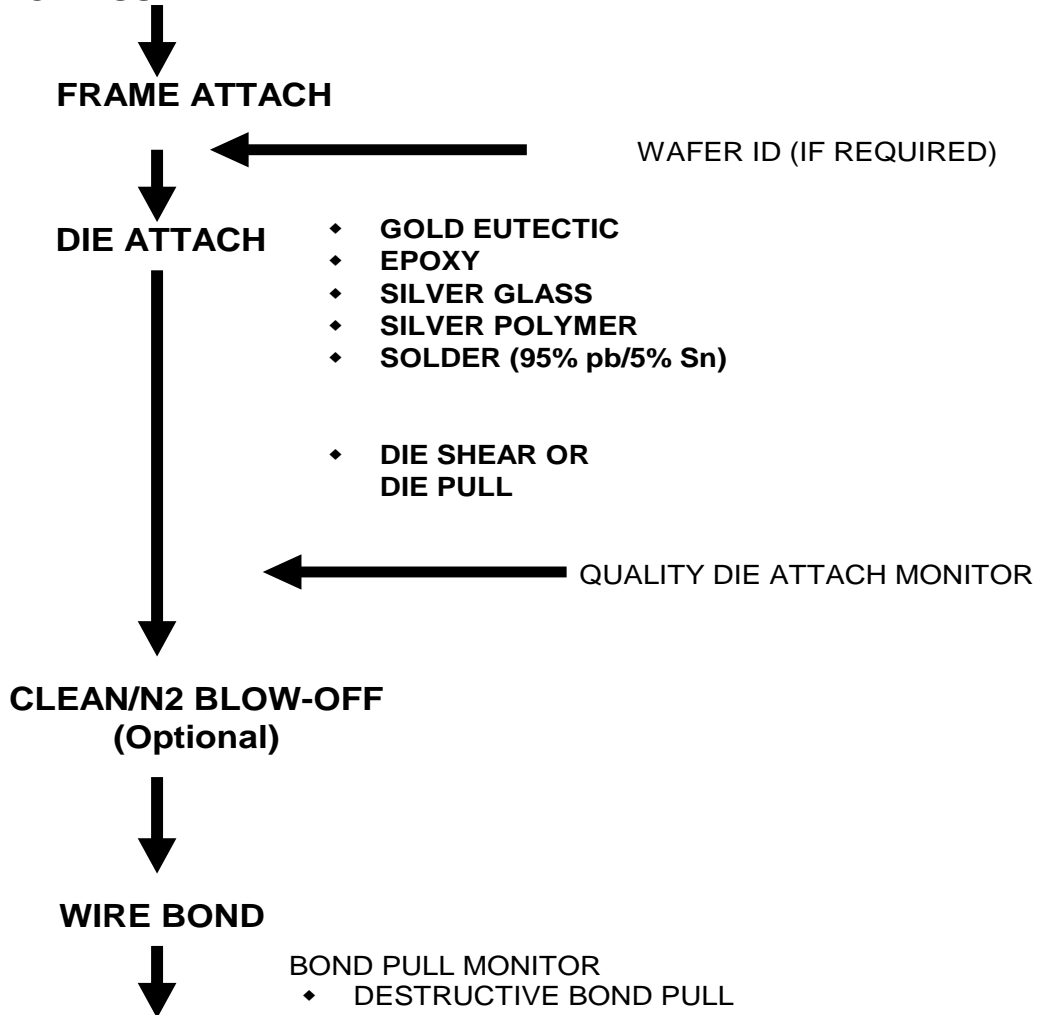 FRAME ATTACH
WAFER ID (IF REQUIRED)
DIE ATTACH
◆ GOLD EUTECTIC
◆ EPOXY
◆ SILVER GLASS
◆ SILVER POLYMER
◆ SOLDER (95% pb/5% Sn)
◆ DIE SHEAR OR
DIE PULL
QUALITY DIE ATTACH MONITOR
CLEAN/N2 BLOW-OFF
(Optional)
WIRE BOND
BOND PULL MONITOR
◆ DESTRUCTIVE BOND PULL